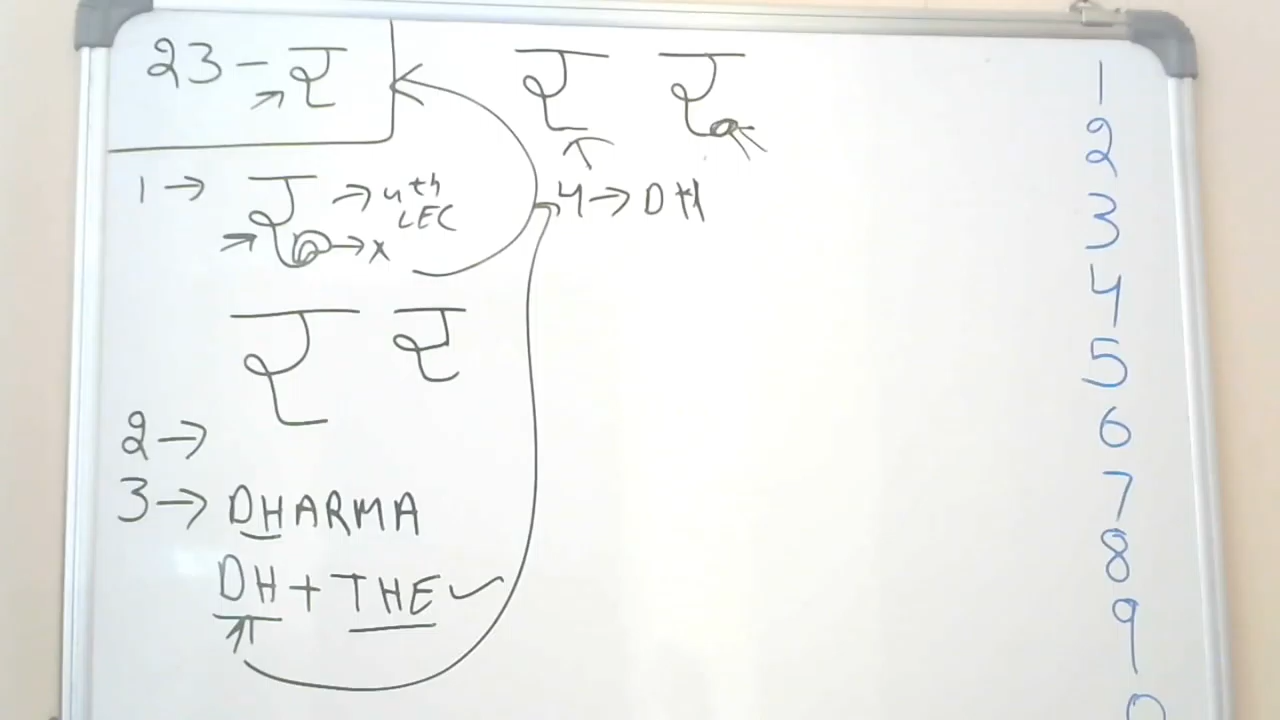 23 - ਦ
ਦ ਹ
1 → ਹ → 4th
LEC
→ x
4 → DH
ਦ ਦ
2 →
3 → DHARMA
DH + THE ✓
1
2
3
4
5
6
7
8
9
0